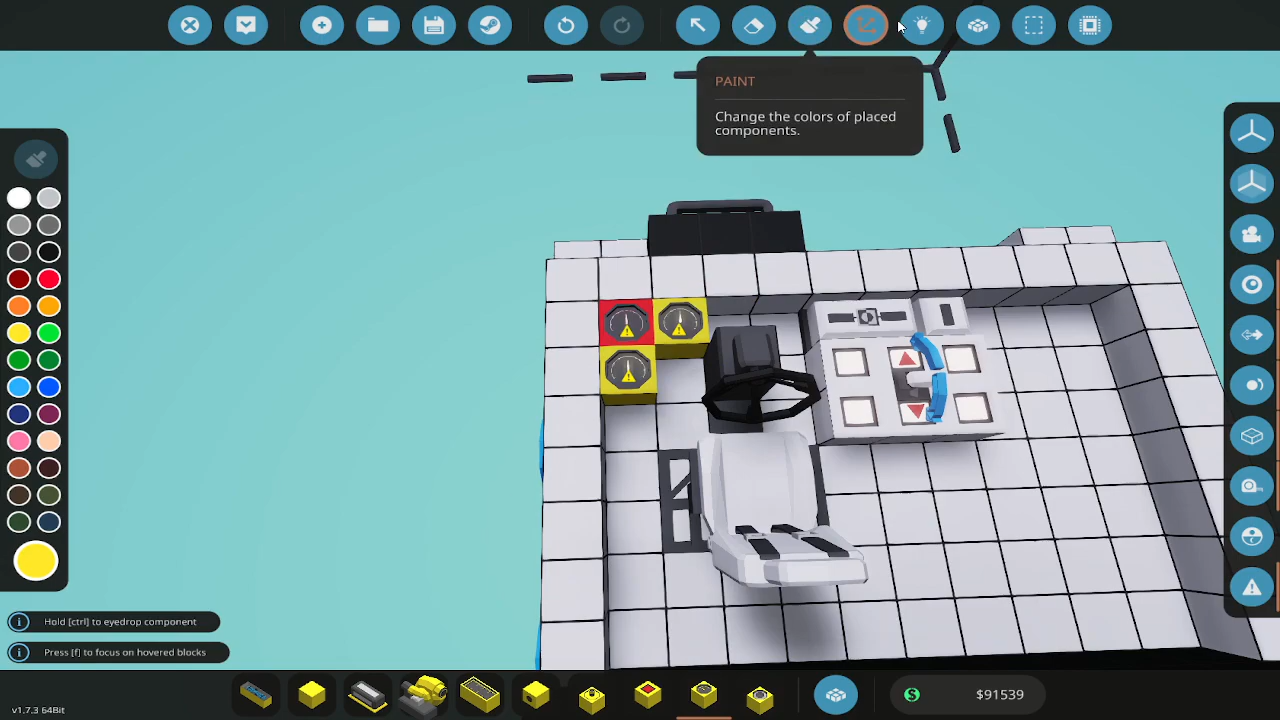 PAINT
Change the colors of placed
components.
Hold [ctrl] to eyedrop component
Press [f] to focus on hovered blocks
$91539
v1.7.3 64Bit